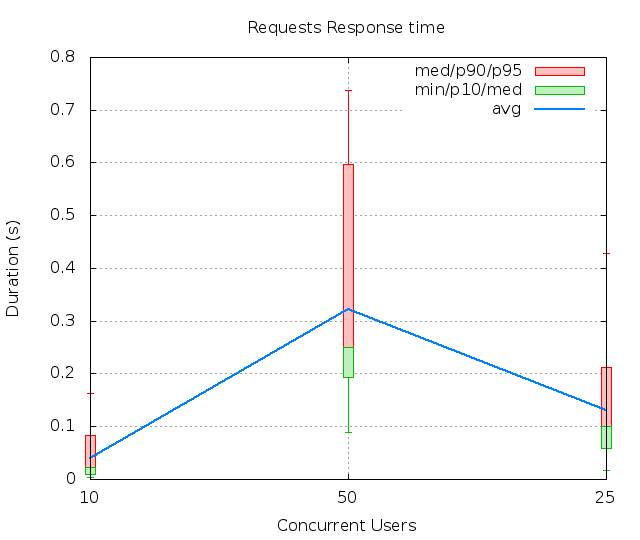 Requests Response time
med/p90/p95
min/p10/med
avg
0.8
0.7
0.6
0.5
0.4
0.3
0.2
0.1
0
Duration (s)
10 50 25
Concurrent Users